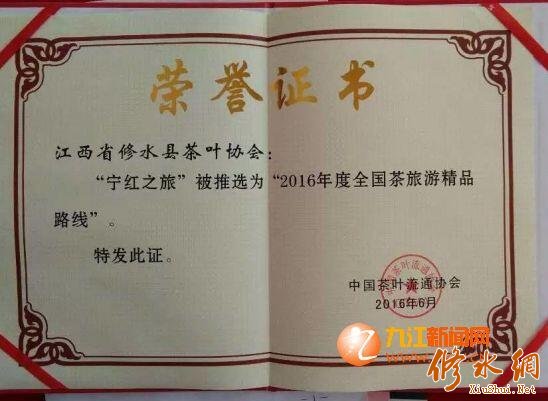 荣誉证书
江西省修水县茶叶协会：
“宁红之旅”被推选为“2016年度全国茶旅游精品
路线”。
特发此证。
中国茶叶流通协会
2016年6月
九江新闻网
修水網
XiuShui.Net